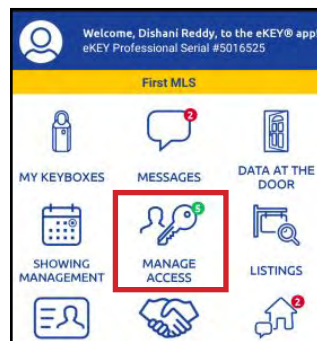 Welcome, Dishani Reddy, to the eKEY® app!
eKEY Professional Serial #5016525
First MLS
2
MY KEYBOXES
MESSAGES
DATA AT THE
DOOR
5
SHOWING
MANAGEMENT
MANAGE
ACCESS
LISTINGS
2